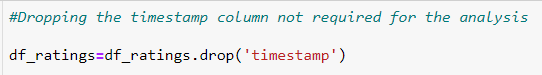 #Dropping the timestamp column not required for the analysis
df_ratings=df_ratings.drop('timestamp')